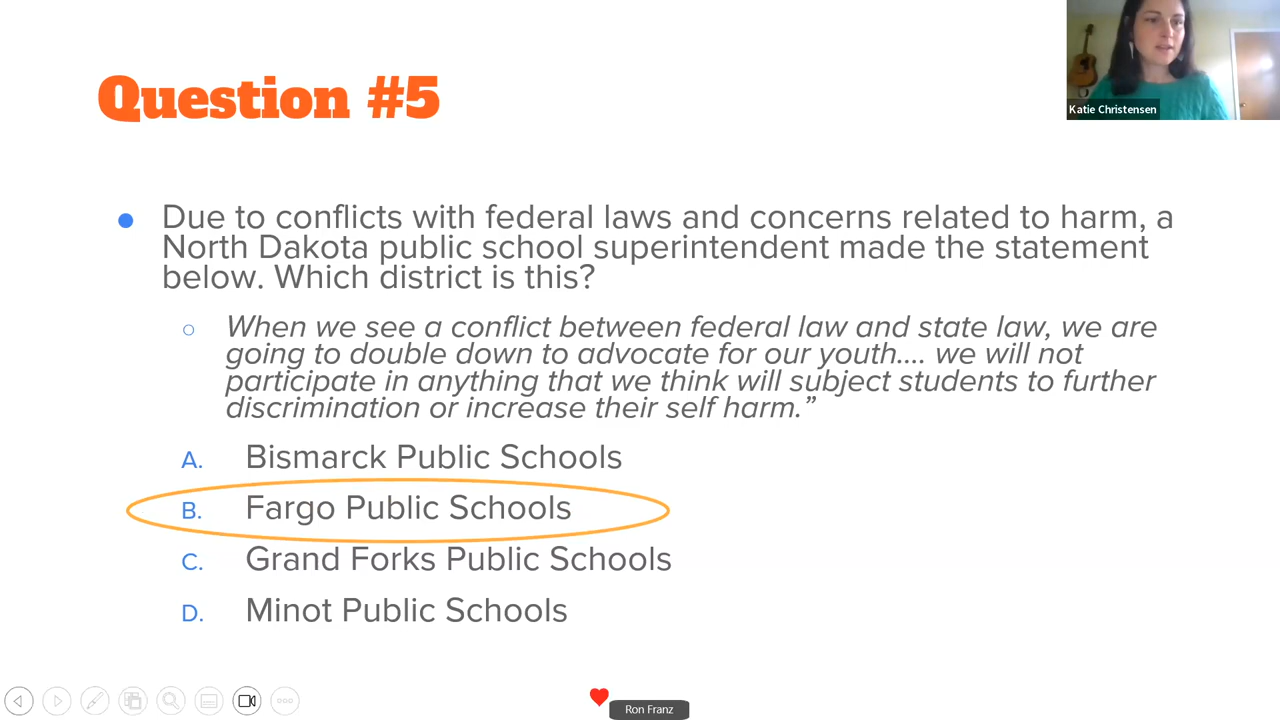 Question #5
Katie Christensen
Due to conflicts with federal laws and concerns related to harm, a
North Dakota public school superintendent made the statement
below. Which district is this?
When we see a conflict between federal law and state law, we are
going to double down to advocate for our youth.... we will not
participate in anything that we think will subject students to further
discrimination or increase their self harm.”
A. Bismarck Public Schools
B. Fargo Public Schools
C. Grand Forks Public Schools
D. Minot Public Schools
Ron Franz